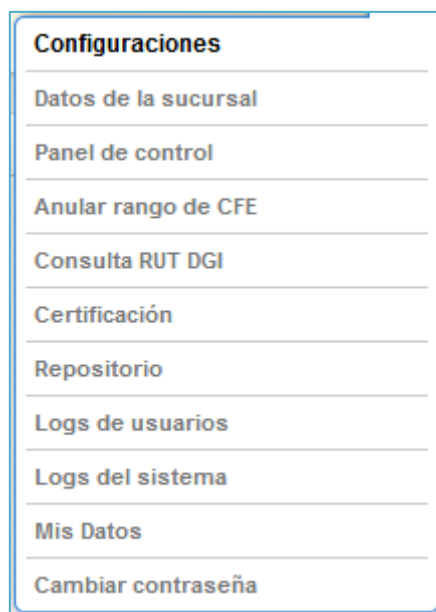 Configuraciones
Datos de la sucursal
Panel de control
Anular rango de CFE
Consulta RUT DGI
Certificación
Repositorio
Logs de usuarios
Logs del sistema
Mis Datos
Cambiar contraseña